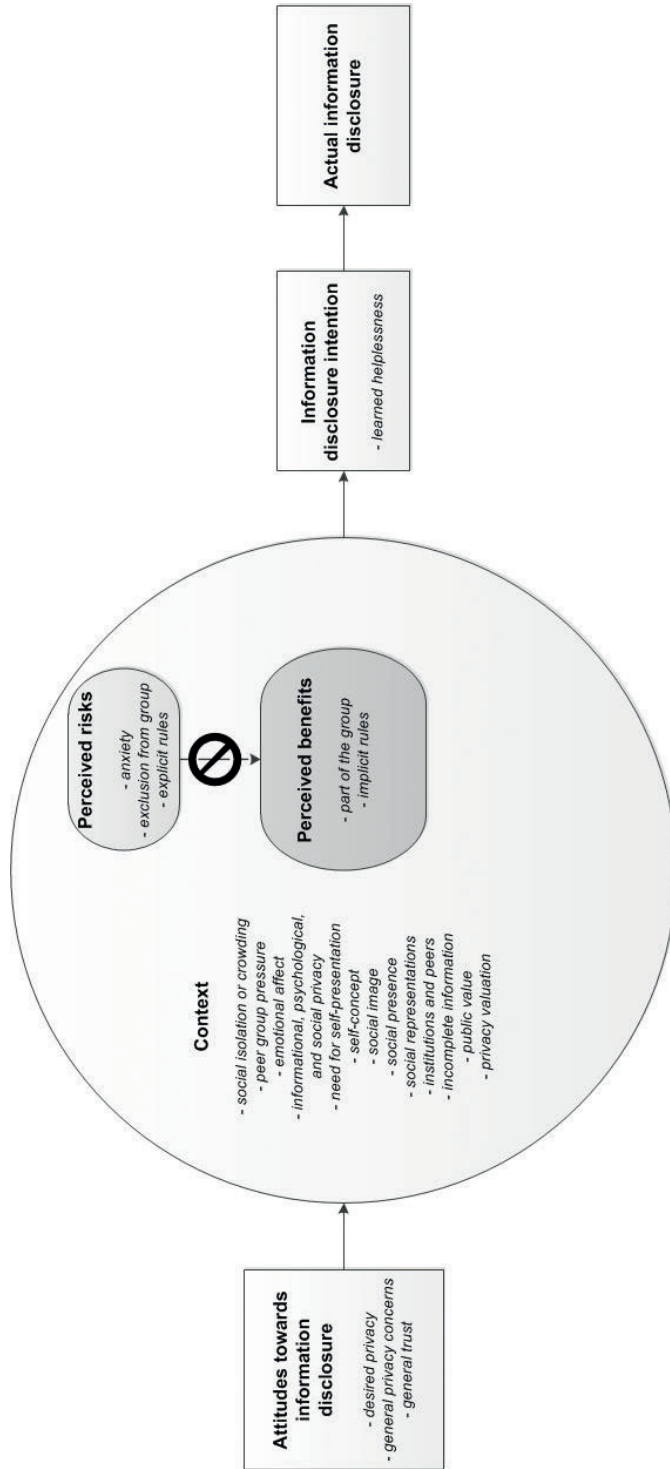 Attitudes towards
information
disclosure
- desired privacy
- general privacy concerns
- general trust
Context
- social isolation or crowding
- peer group pressure
- emotional affect
- informational, psychological,
and social privacy
- need for self-presentation
- self-concept
- social image
- social presence
- social representations
- institutions and peers
- incomplete information
- public value
- privacy valuation
Perceived risks
- anxiety
- exclusion from group
- explicit rules
Perceived benefits
- part of the group
- implicit rules
Information
disclosure intention
- learned helplessness
Actual information
disclosure